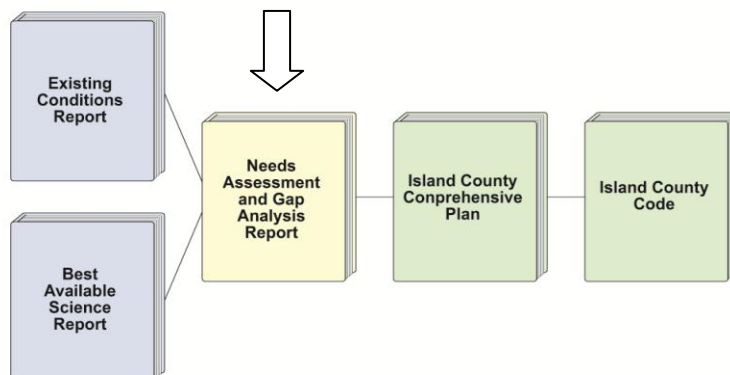 Existing
Conditions
Report
Best
Available
Science
Report
Needs
Assessment
and Gap
Analysis
Report
Island County
Conprehensive
Plan
Island County
Code